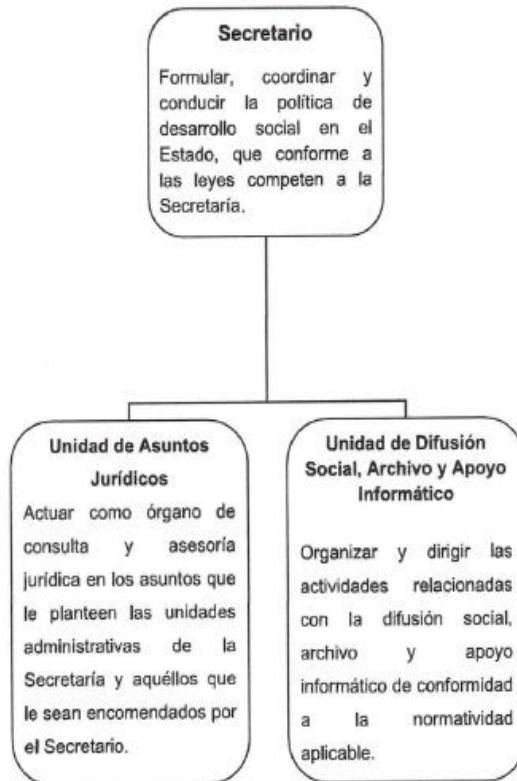 Secretario
Formular, coordinar y
conducir la política de
desarrollo social en el
Estado, que conforme a
las leyes competen a la
Secretaría.
Unidad de Asuntos
Jurídicos
Actuar como órgano de
consulta y asesoría
jurídica en los asuntos que
le planteen las unidades
administrativas de la
Secretaría y aquéllos que
le sean encomendados por
el Secretario.
Unidad de Difusión
Social, Archivo y Apoyo
Informático
Organizar y dirigir las
actividades relacionadas
con la difusión social,
archivo y apoyo
informático de conformidad
a la normatividad
aplicable.